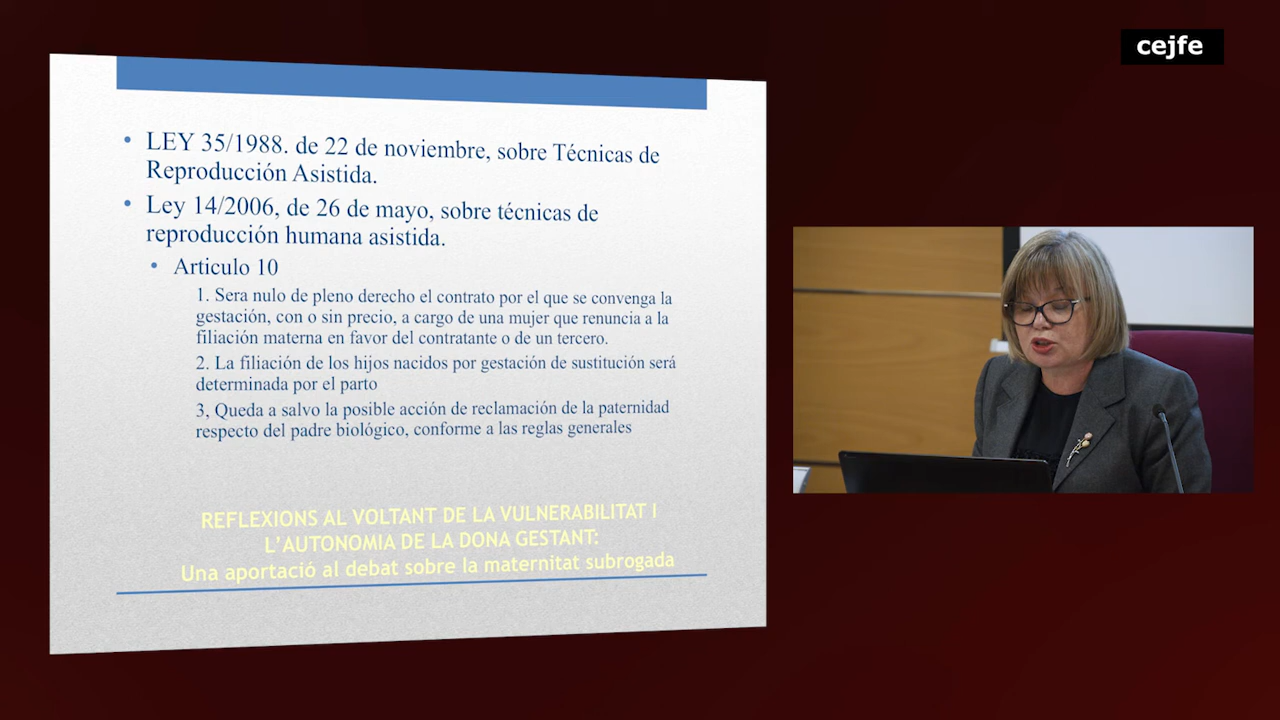 cejfe
LEY 35/1988. de 22 de noviembre, sobre Técnicas de
Reproducción Asistida.
Ley 14/2006, de 26 de mayo, sobre técnicas de
reproducción humana asistida.
Articulo 10
1. Sera nulo de pleno derecho el contrato por el que se convenga la
gestación, con o sin precio, a cargo de una mujer que renuncia a la
filiación materna en favor del contratante o de un tercero.
2. La filiación de los hijos nacidos por gestación de sustitución será
determinada por el parto
3, Queda a salvo la posible acción de reclamación de la paternidad
respecto del padre biológico, conforme a las reglas generales
REFLEXIONS AL VOLTANT DE LA VULNERABILITAT I
L'AUTONOMIA DE LA DONA GESTANT:
Una aportació al debat sobre la maternitat subrogada